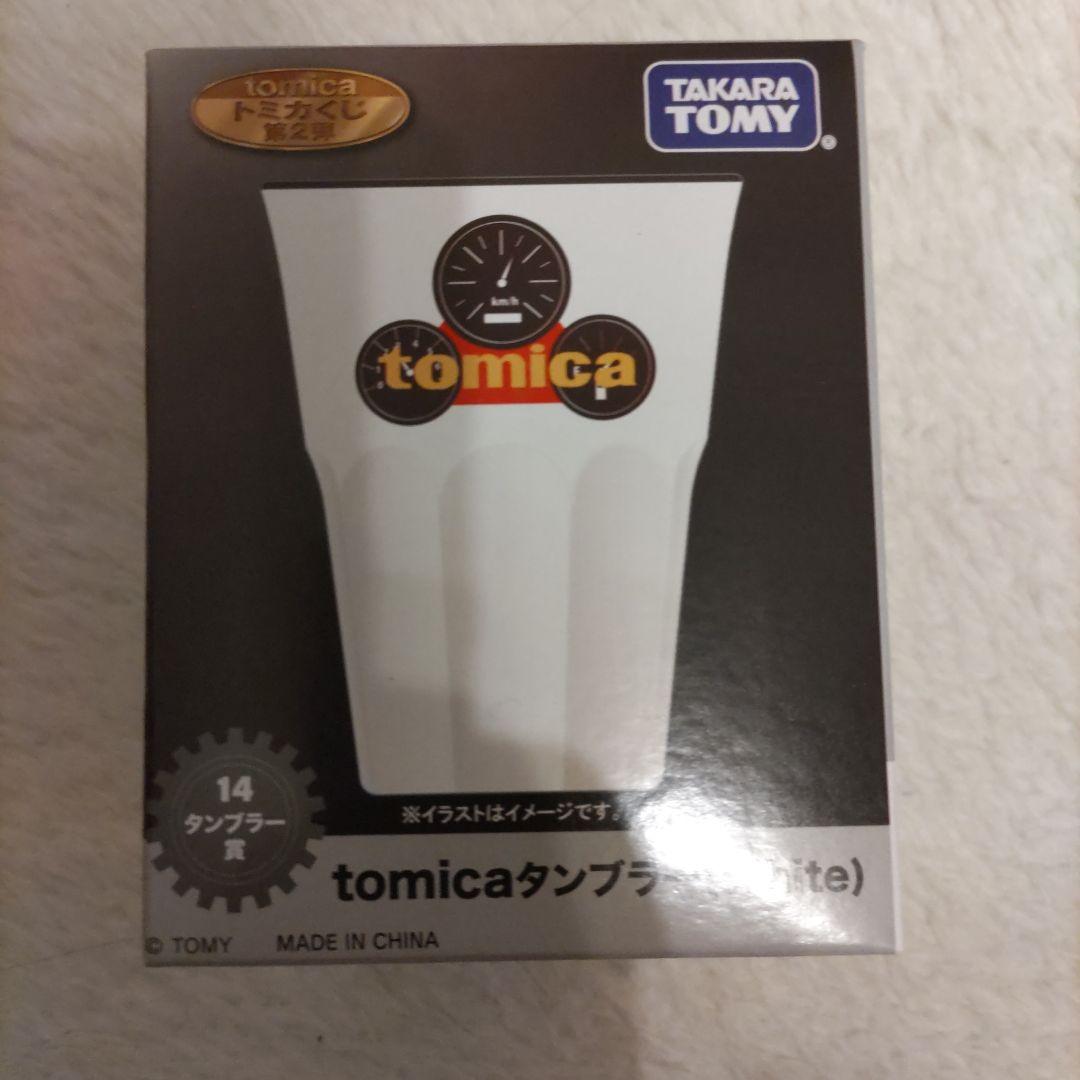 tomica
トミカくじ
第2弾
TAKARA
TOMY
®
km/h
tomica
※イラストはイメージです。
14
タンブラー
賞
tomicaタンブラー hite)
© TOMY MADE IN CHINA